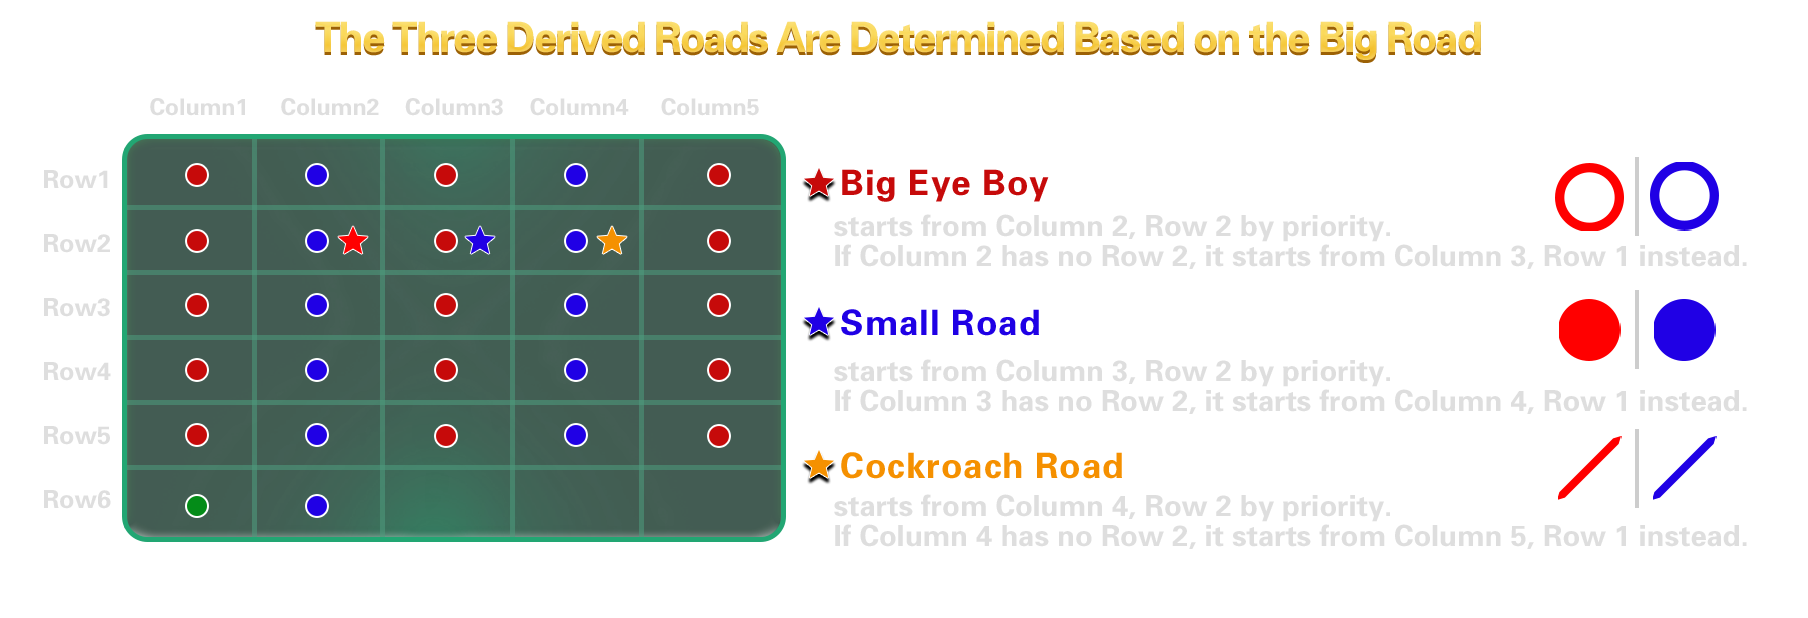 The Three Derived Roads Are Determined Based on the Big Road
Column1 Column2 Column3 Column4 Column5
Row1
Row2
Row3
Row4
Row5
Row6
Big Eye Boy
starts from Column 2, Row 2 by priority.
If Column 2 has no Row 2, it starts from Column 3, Row 1 instead.
Small Road
starts from Column 3, Row 2 by priority.
If Column 3 has no Row 2, it starts from Column 4, Row 1 instead.
Cockroach Road
starts from Column 4, Row 2 by priority.
If Column 4 has no Row 2, it starts from Column 5, Row 1 instead.